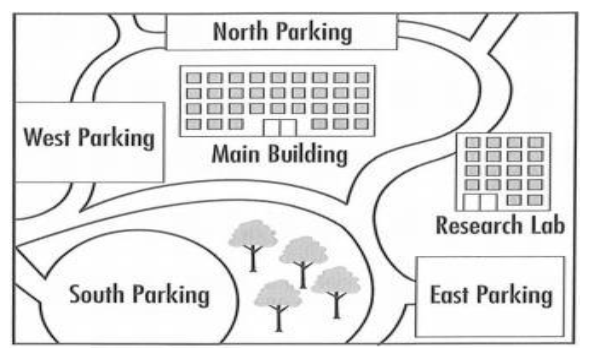 North Parking
West Parking
Main Building
Research Lab
South Parking
East Parking